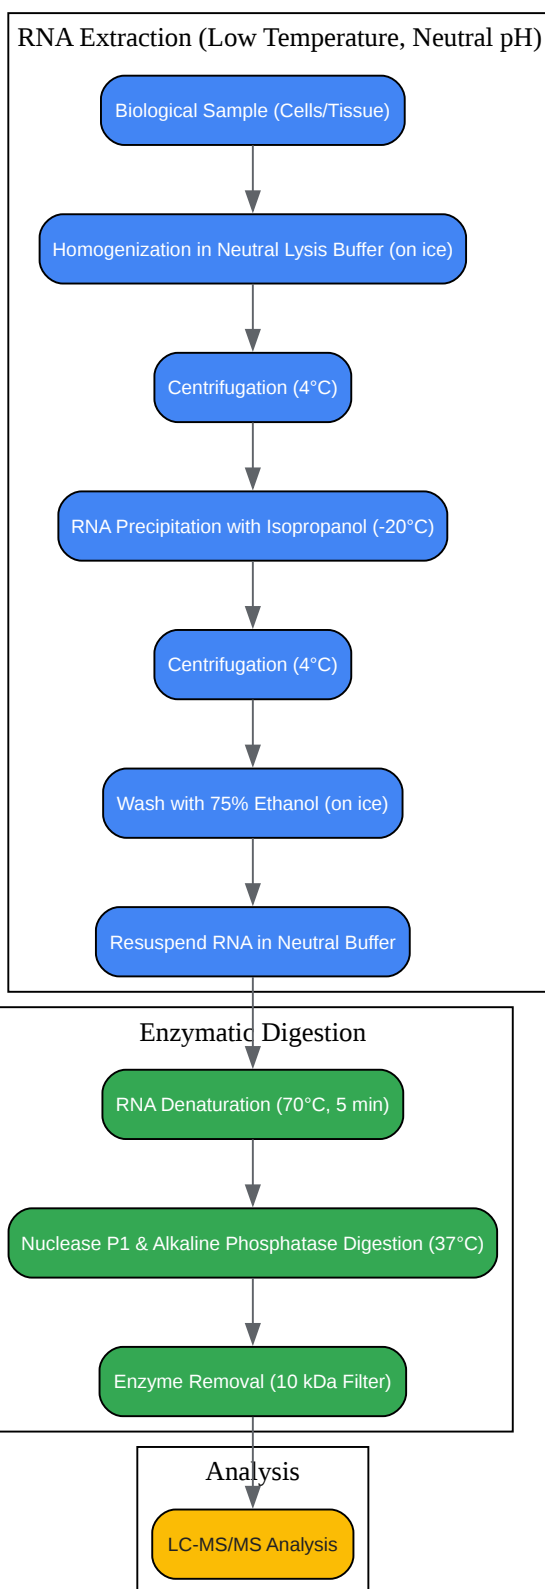 RNA Extraction (Low Temperature, Neutral pH)
Biological Sample (Cells/Tissue)
Homogenization in Neutral Lysis Buffer (on ice)
Centrifugation (4°C)
RNA Precipitation with Isopropanol (-20°C)
Centrifugation (4°C)
Wash with 75% Ethanol (on ice)
Resuspend RNA in Neutral Buffer
Enzymatic Digestion
RNA Denaturation (70°C, 5 min)
Nuclease P1 & Alkaline Phosphatase Digestion (37°C)
Enzyme Removal (10 kDa Filter)
Analysis
LC-MS/MS Analysis